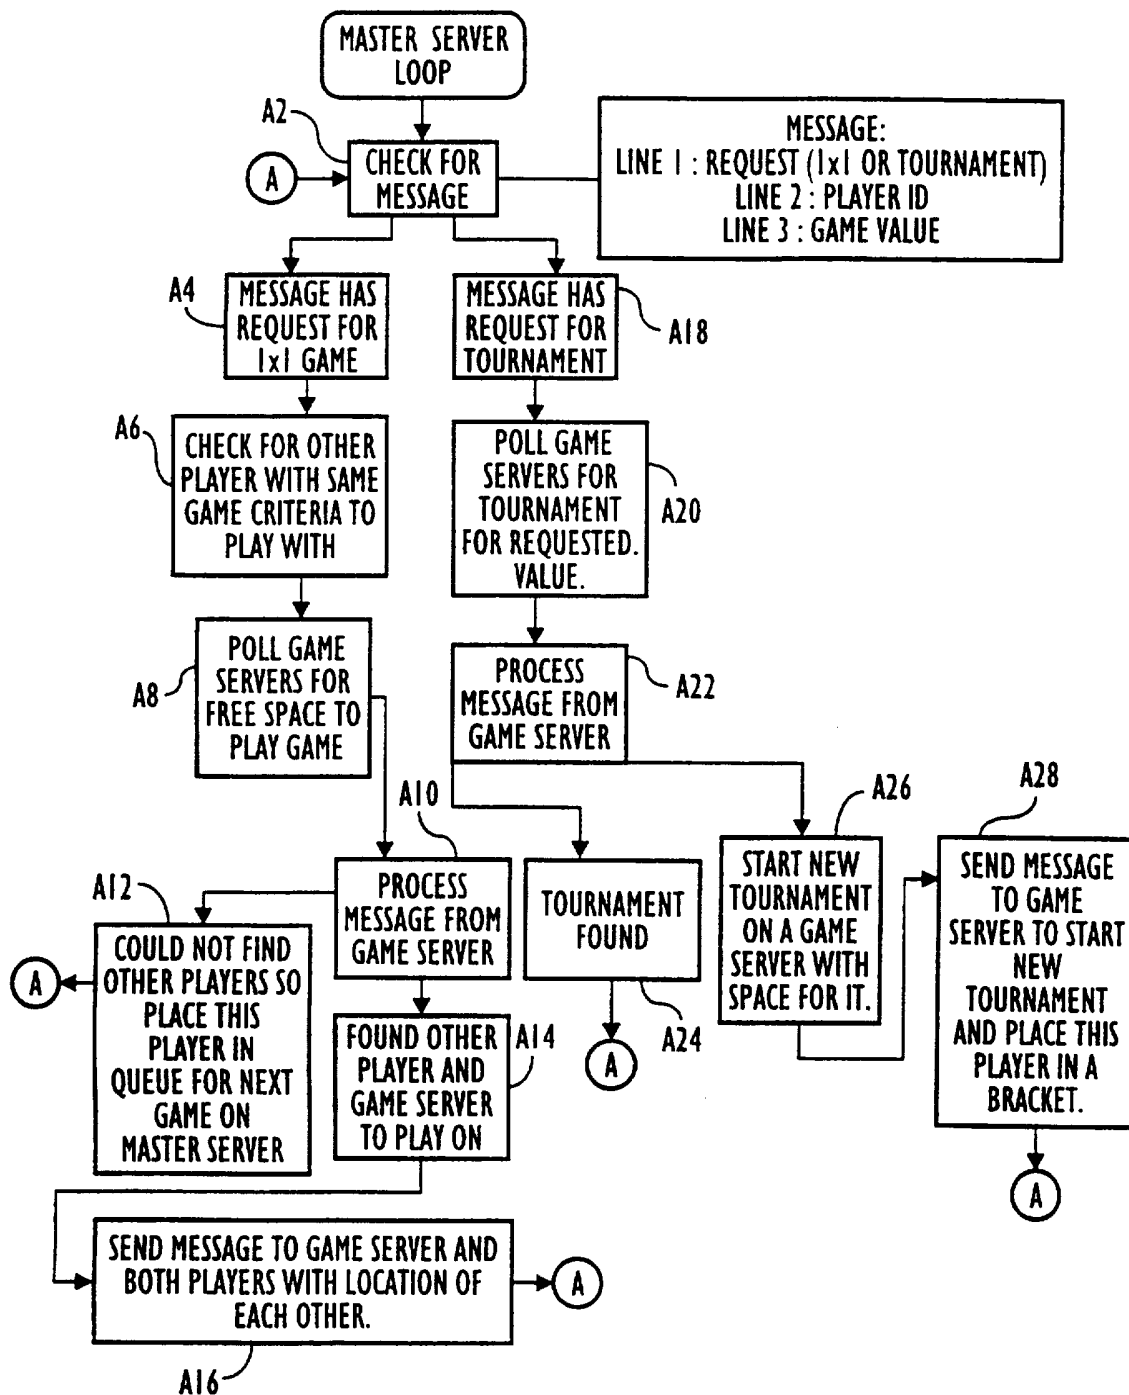 MASTER SERVER
LOOP
A2
A
CHECK FOR
MESSAGE
MESSAGE:
LINE 1 : REQUEST (1x1 OR TOURNAMENT)
LINE 2 : PLAYER ID
LINE 3 : GAME VALUE
A4
MESSAGE HAS
REQUEST FOR
1x1 GAME
MESSAGE HAS
REQUEST FOR
TOURNAMENT
A18
A6
CHECK FOR OTHER
PLAYER WITH SAME
GAME CRITERIA TO
PLAY WITH
POLL GAME
SERVERS FOR
TOURNAMENT
FOR REQUESTED.
VALUE.
A20
A8
POLL GAME
SERVERS FOR
FREE SPACE TO
PLAY GAME
PROCESS
MESSAGE FROM
GAME SERVER
A22
A10
PROCESS
MESSAGE FROM
GAME SERVER
A12
COULD NOT FIND
OTHER PLAYERS SO
PLACE THIS
PLAYER IN
QUEUE FOR NEXT
GAME ON
MASTER SERVER
A
FOUND OTHER
PLAYER AND
GAME SERVER
TO PLAY ON
A14
TOURNAMENT
FOUND
A24
A
A26
START NEW
TOURNAMENT
ON A GAME
SERVER WITH
SPACE FOR IT.
A28
SEND MESSAGE
TO GAME
SERVER TO START
NEW
TOURNAMENT
AND PLACE THIS
PLAYER IN A
BRACKET.
A
SEND MESSAGE TO GAME SERVER AND
BOTH PLAYERS WITH LOCATION OF
EACH OTHER.
A
A16